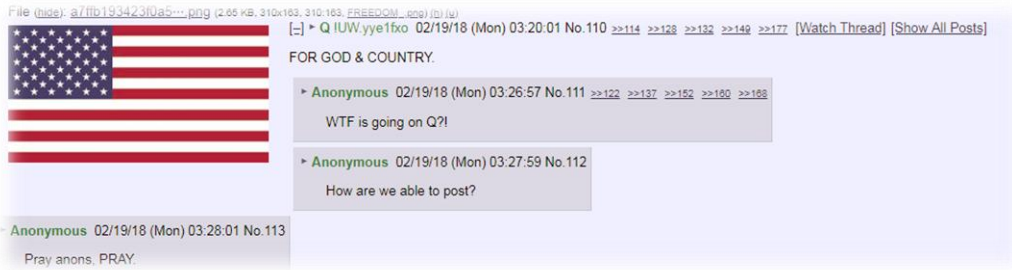 File (hide): a7ffb193423f0a5⋯.png (2.65 KB, 310x163, 310:163, FREEDOM_.png) (h) (u)
[–] ▸ Q !UW.yye1fxo 02/19/18 (Mon) 03:20:01 No.110 >>114 >>128 >>132 >>149 >>177 [Watch Thread] [Show All Posts]
FOR GOD & COUNTRY.
▸ Anonymous 02/19/18 (Mon) 03:26:57 No.111 >>122 >>137 >>152 >>160 >>168
WTF is going on Q?!
▸ Anonymous 02/19/18 (Mon) 03:27:59 No.112
How are we able to post?
Anonymous 02/19/18 (Mon) 03:28:01 No.113
Pray anons, PRAY.